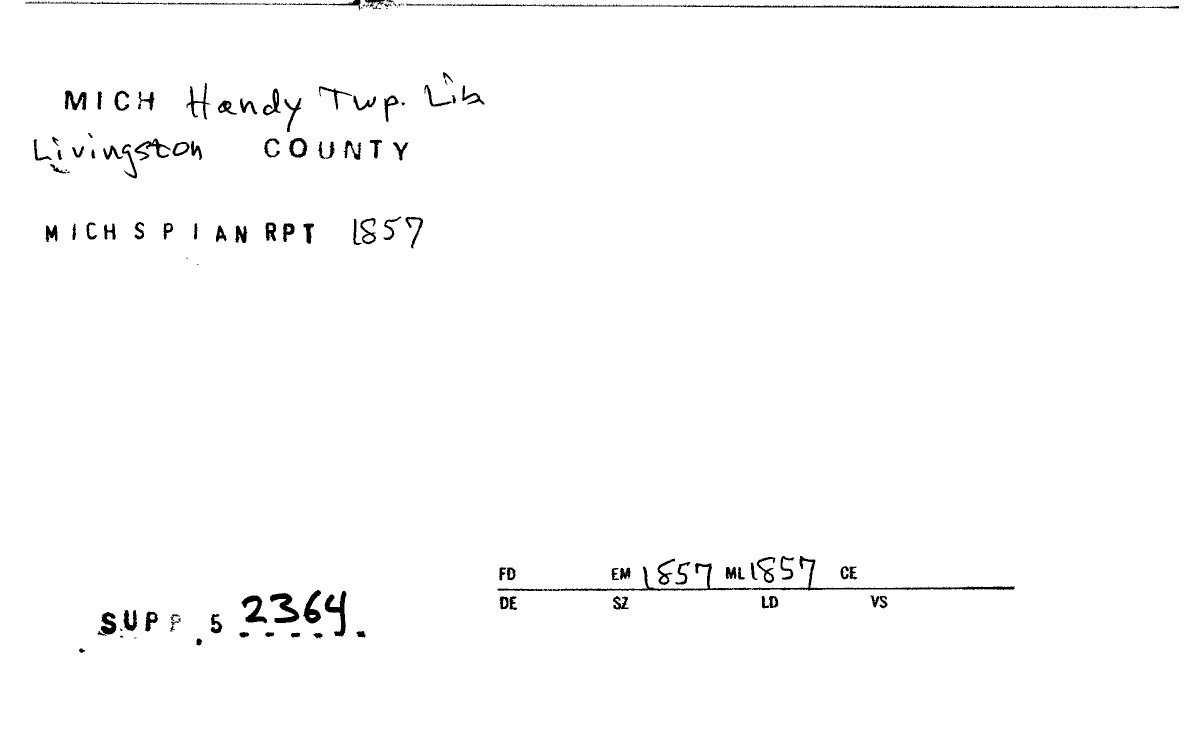 MICH Handy Twp. Lib
Livingston COUNTY
MICH S P I AN RPT 1857
FD EM 1857 ML 1857 CE
DE SZ LD VS
SUPP 5 2364